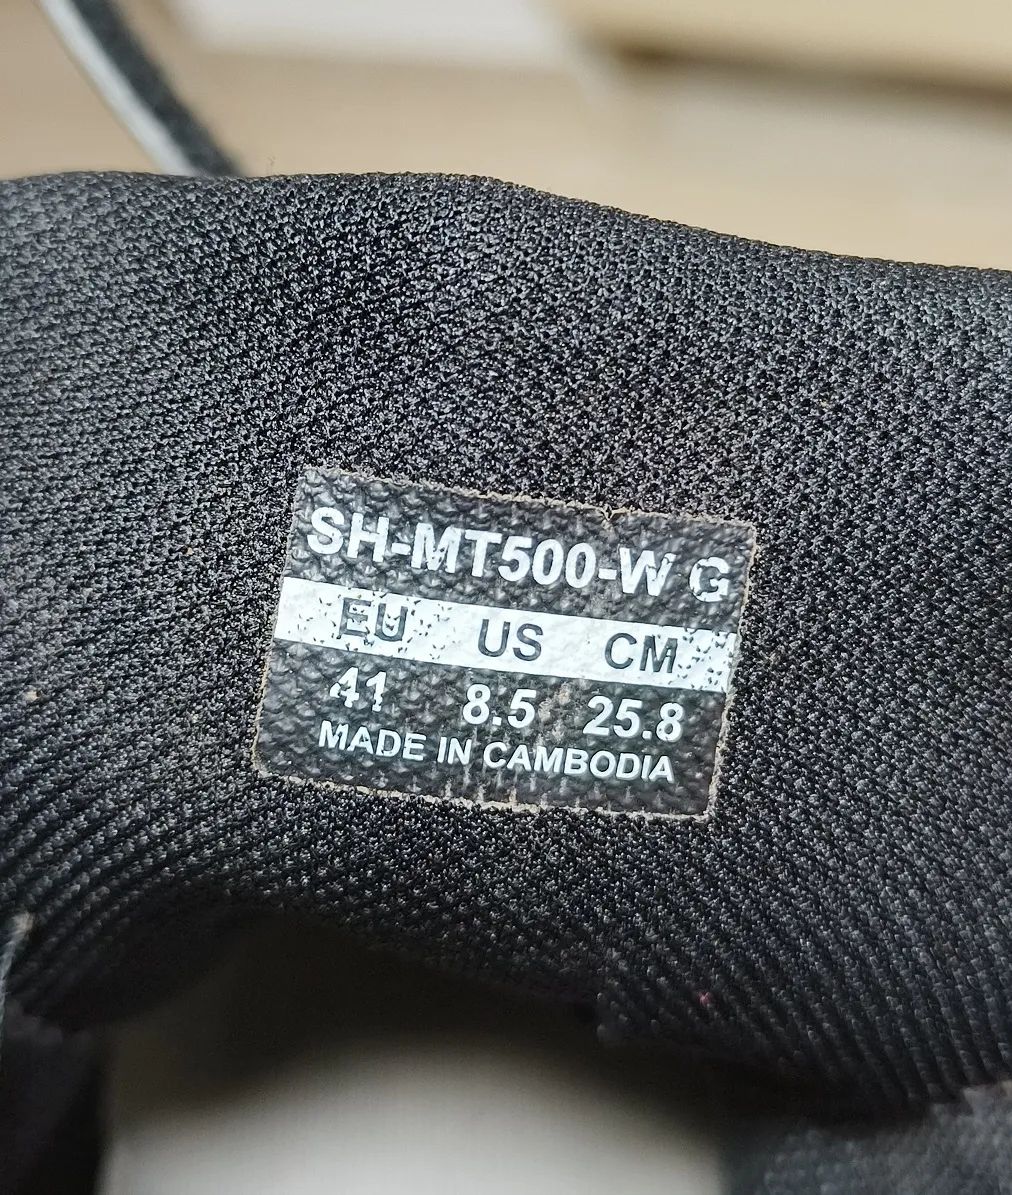 SH-MT500-W G
EU US CM
41 8.5 25.8
MADE IN CAMBODIA